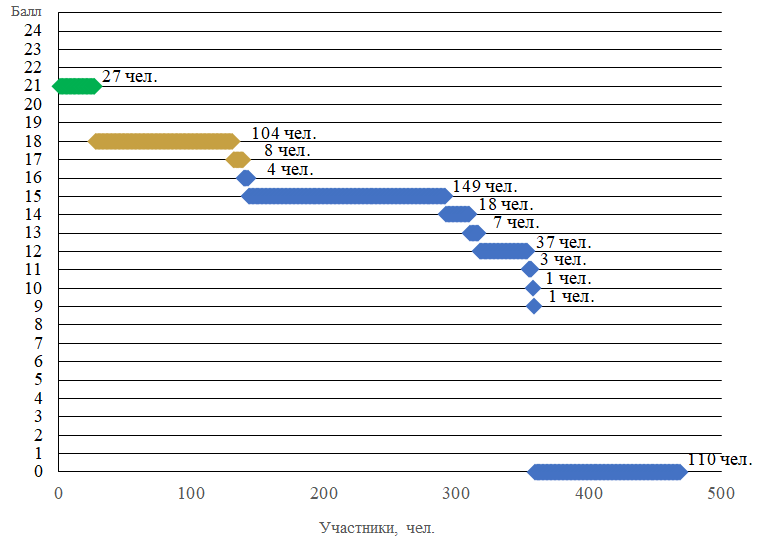 Балл
24
23
22
21 27 чел.
20
19
18 104 чел.
17 8 чел.
16 4 чел.
15 149 чел.
14 18 чел.
13 7 чел.
12 37 чел.
11 3 чел.
10 1 чел.
9 1 чел.
8
7
6
5
4
3
2
1
0 110 чел.
0 100 200 300 400 500
Участники, чел.